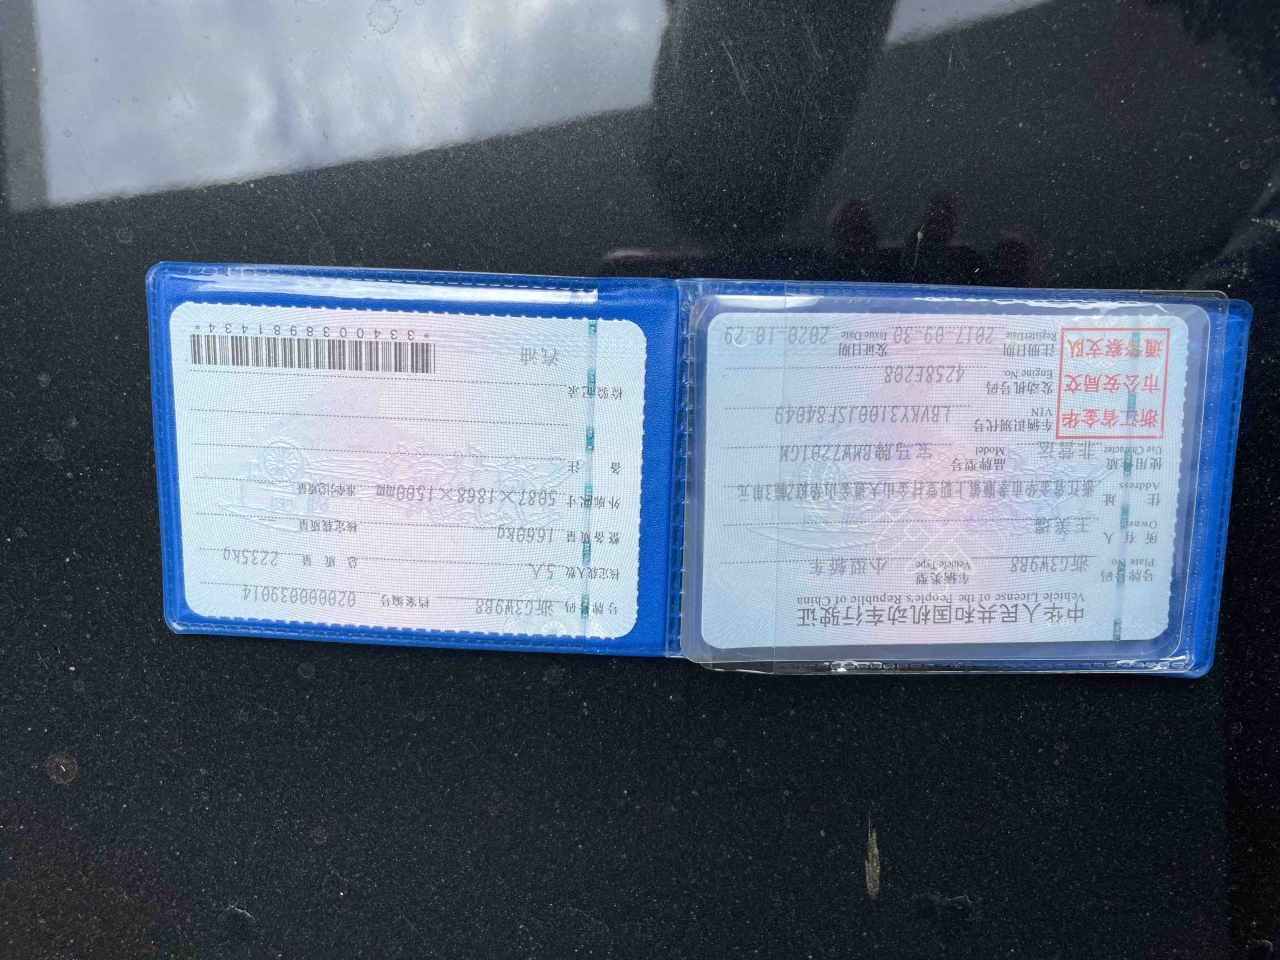 中华人民共和国机动车行驶证
Vehicle License of the People's Republic of China
号牌号码 Plate No. 浙G3W9B8 车辆类型 Vehicle Type 小型轿车
所有人 Owner 王美瑞
住址 Address
使用性质 Use Character 非营运 品牌型号 Model 宝马牌BMW7201GM
车辆识别代号 VIN LBVKY3100JSF84049
发动机号码 Engine No. 4258E208
注册日期 Register Date 2017-09-30 发证日期 Issue Date 2020-10-29
浙江省金华
市公安局交
通警察支队
号牌号码 浙G3W9B8 档案编号 020000039014
核定载人数 5人 总质量 2235kg
整备质量 1660kg 核定载质量
外廓尺寸 5087×1868×1500mm 准牵引总质量
备注
检验记录
汽油
*3340038981434*